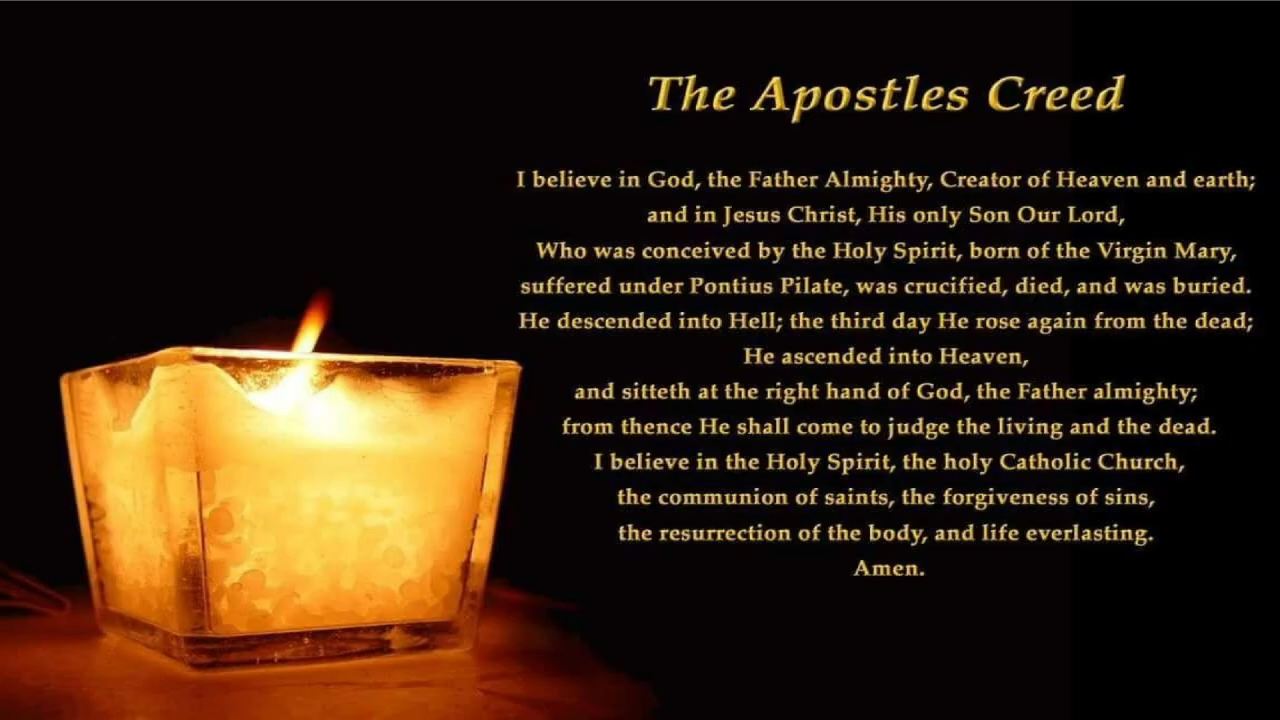 The Apostles Creed
I believe in God, the Father Almighty, Creator of Heaven and earth;
and in Jesus Christ, His only Son Our Lord,
Who was conceived by the Holy Spirit, born of the Virgin Mary,
suffered under Pontius Pilate, was crucified, died, and was buried.
He descended into Hell; the third day He rose again from the dead;
He ascended into Heaven,
and sitteth at the right hand of God, the Father almighty;
from thence He shall come to judge the living and the dead.
I believe in the Holy Spirit, the holy Catholic Church,
the communion of saints, the forgiveness of sins,
the resurrection of the body, and life everlasting.
Amen.